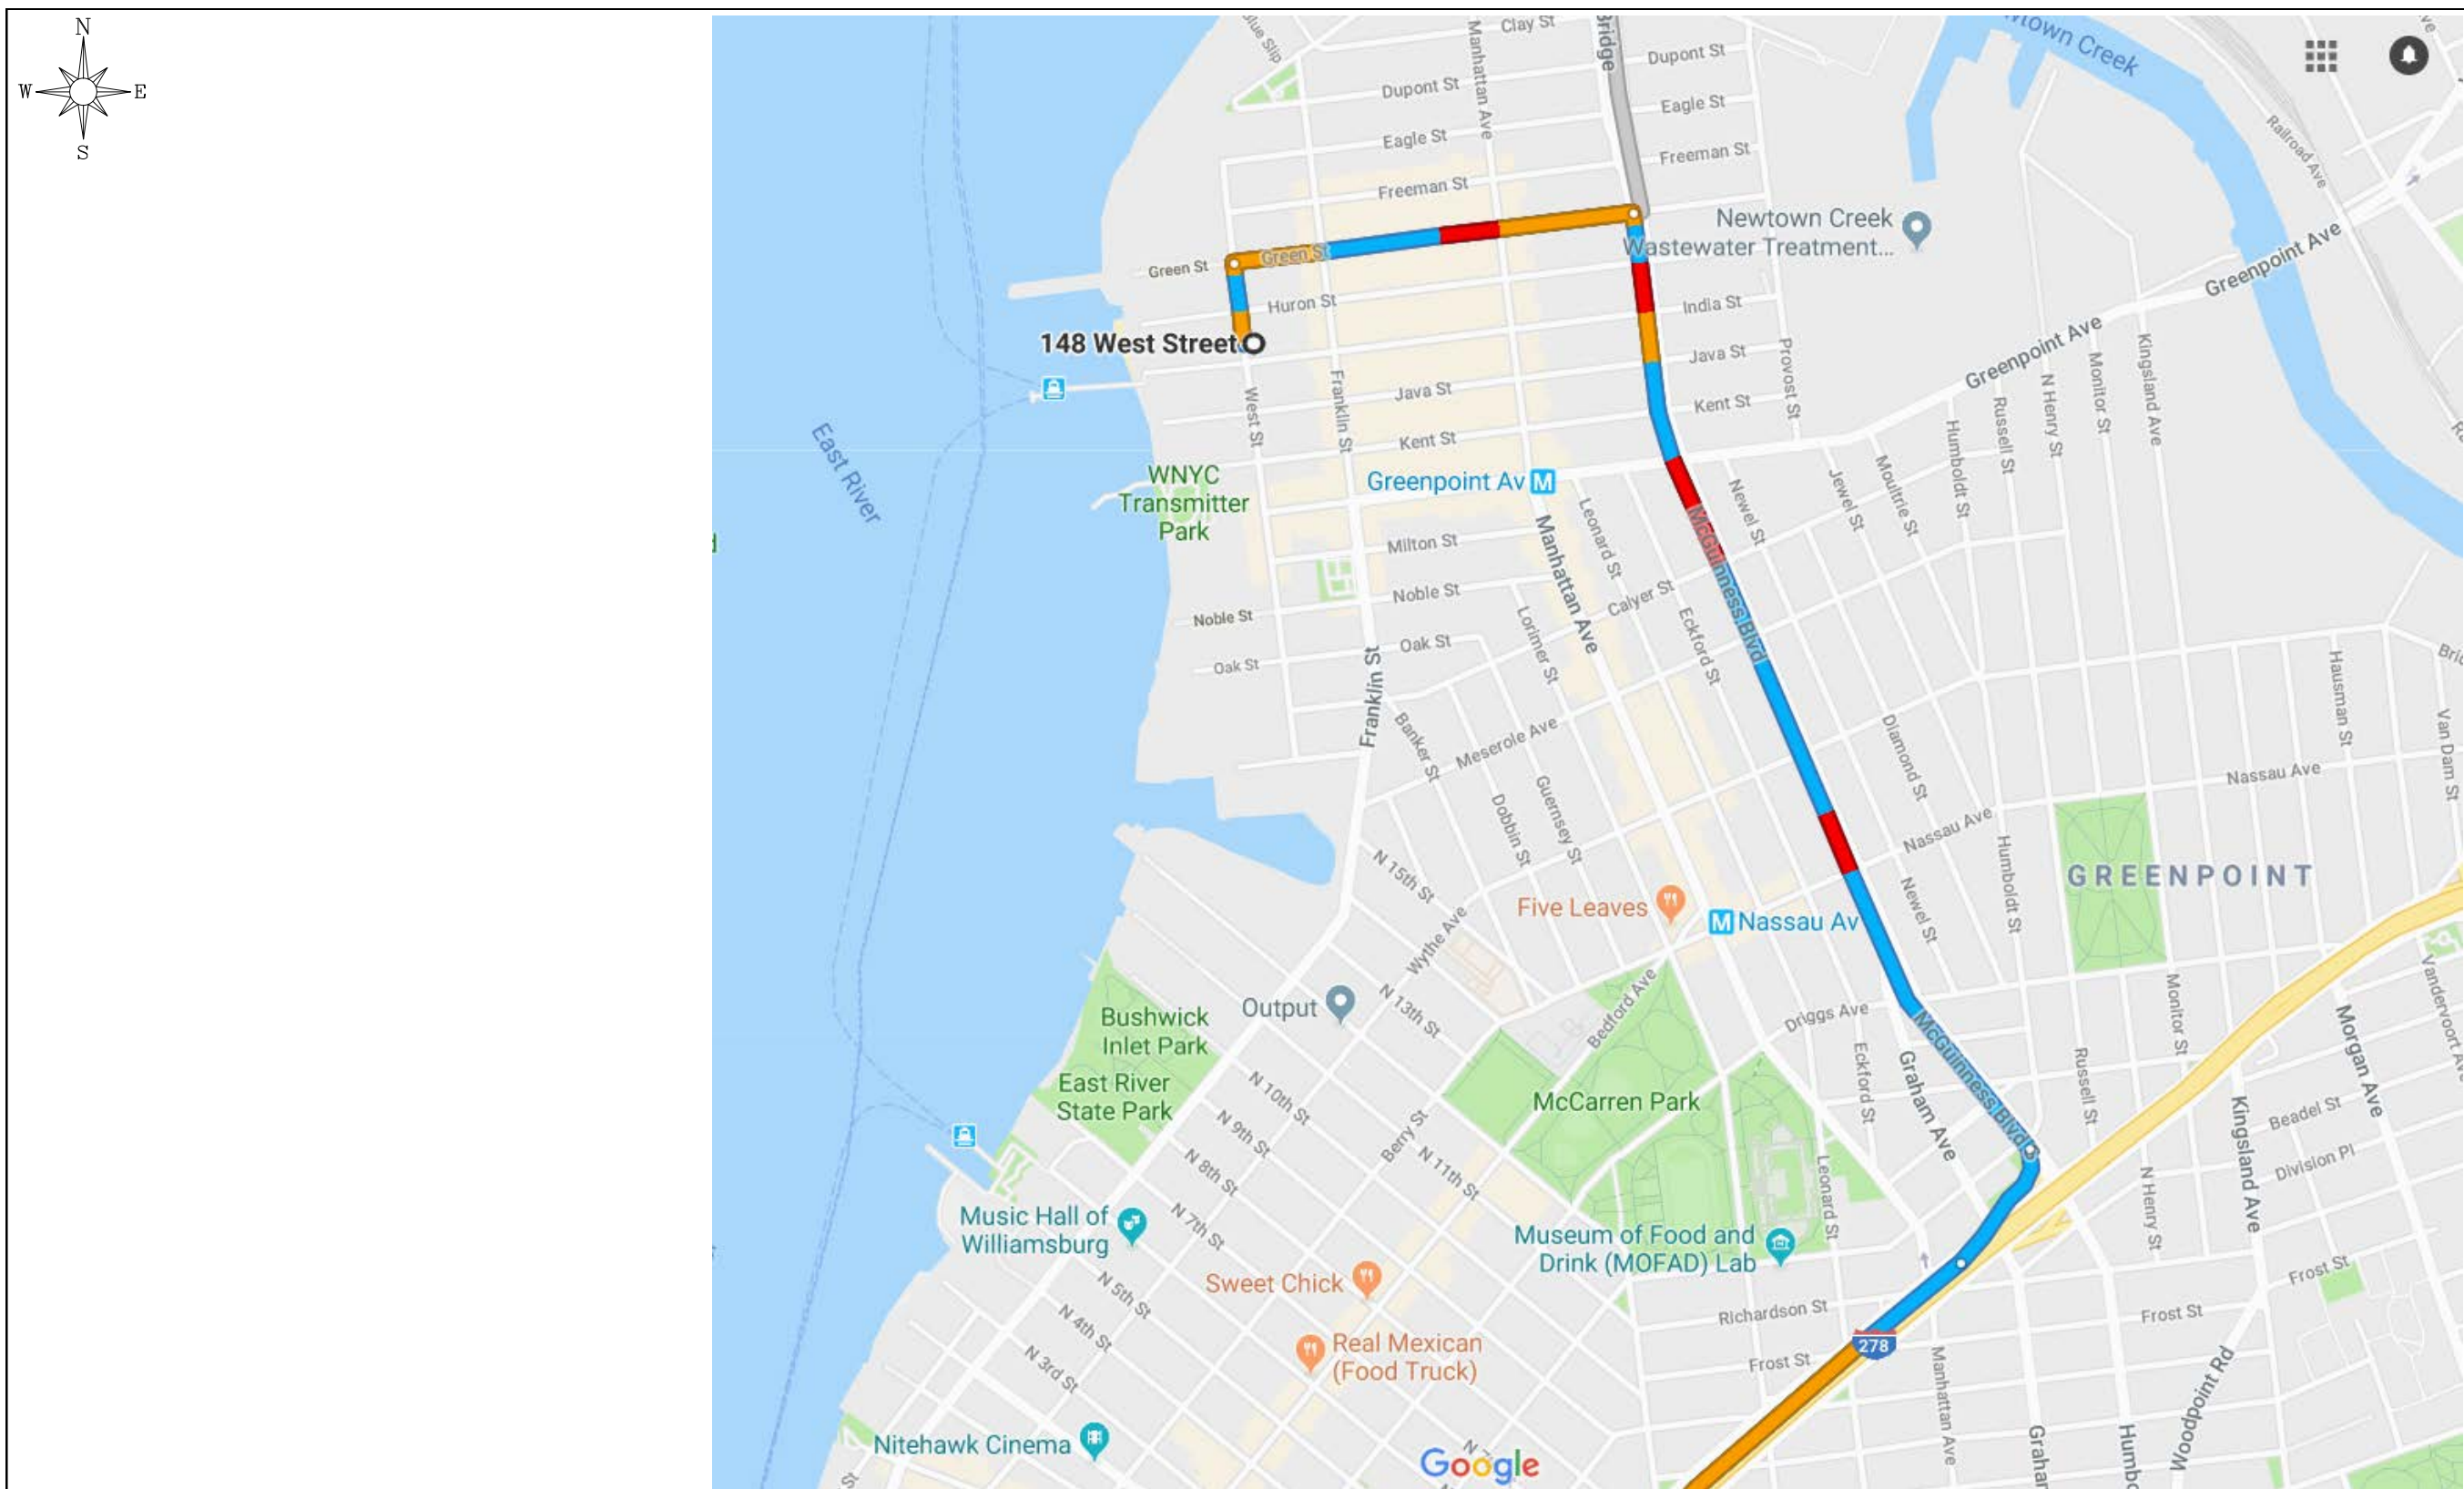 N
W E
S
Clay St
Manhattan Ave
Bridge
Dupont St
Dupont St
Newtown Creek
Eagle St
Eagle St
Freeman St
Freeman St
Railroad Ave
Newtown Creek
Wastewater Treatment...
Greenpoint Ave
Green St
Green St
Huron St
India St
148 West Street
Java St
Java St
Kent St
Kent St
Provost St
Greenpoint Ave
West St
Franklin St
Humboldt St
Russell St
N Henry St
Monitor St
Kingsland Ave
East River
WNYC
Transmitter
Park
Greenpoint Av
M
Manhattan Ave
Leonard St
Newel St
Jewel St
Moultrie St
McGuinness Blvd
Milton St
Noble St
Noble St
Calyer St
Lorimer St
Eckford St
Oak St
Oak St
Franklin St
Hausman St
Van Dam St
Banker St
Meserole Ave
Diamond St
Guernsey St
Dobbin St
Nassau Ave
Nassau Ave
N 15th St
Humboldt St
GREENPOINT
Five Leaves
M
Nassau Av
Newel St
Wythe Ave
Output
N 13th St
Bedford Ave
Driggs Ave
Monitor St
Morgan Ave
Vandervoort Ave
Bushwick
Inlet Park
East River
State Park
McCarren Park
N 10th St
N 9th St
N 8th St
Berry St
N 11th St
Eckford St
Graham Ave
McGuinness Blvd
Russell St
Kingsland Ave
Beadel St
Division Pl
Leonard St
N Henry St
Music Hall of
Williamsburg
N 7th St
Museum of Food and
Drink (MOFAD) Lab
N 5th St
Sweet Chick
N 4th St
Richardson St
Frost St
Frost St
N 3rd St
Real Mexican
(Food Truck)
Frost St
278
Manhattan Ave
Woodpoint Rd
Nitehawk Cinema
Google
Graham
Humbo
St